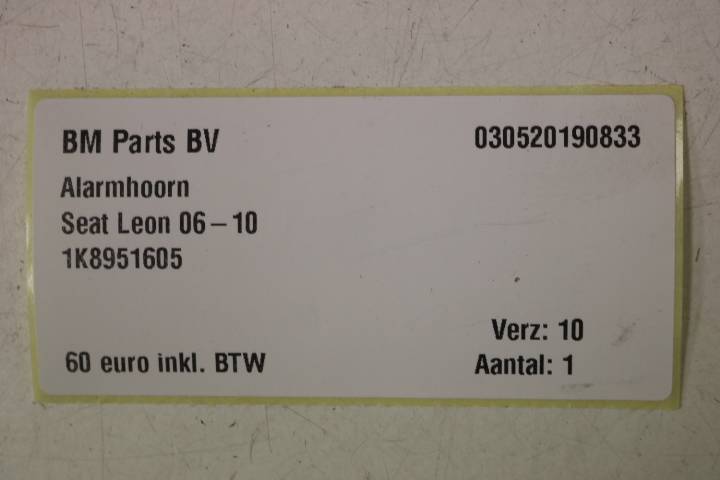 BM Parts BV 030520190833
Alarmhoorn
Seat Leon 06 – 10
1K8951605
Verz: 10
60 euro inkl. BTW Aantal: 1